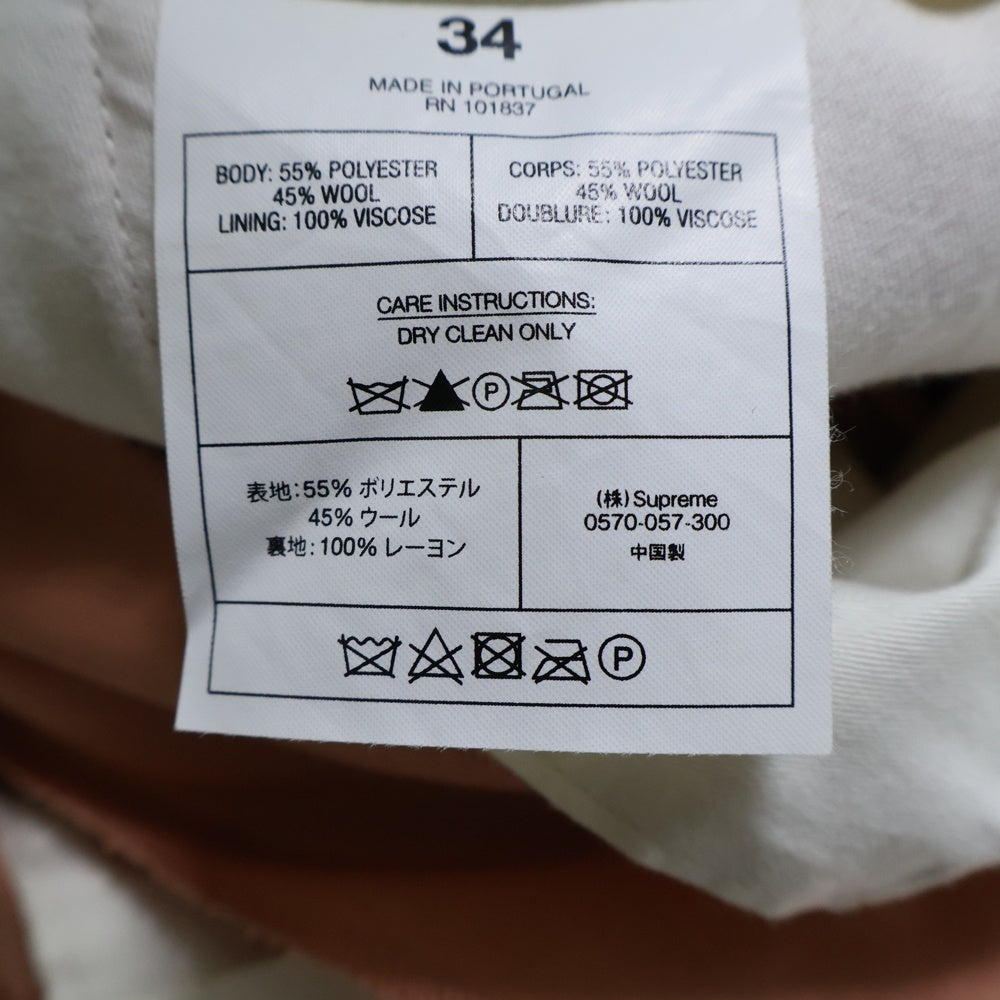 34
MADE IN PORTUGAL
RN 101837
BODY: 55% POLYESTER
45% WOOL
LINING: 100% VISCOSE
CORPS: 55% POLYESTER
45% WOOL
DOUBLURE: 100% VISCOSE
CARE INSTRUCTIONS:
DRY CLEAN ONLY
P
表地:55% ポリエステル
45% ウール
裏地:100% レーヨン
(株)Supreme
0570-057-300
中国製
P